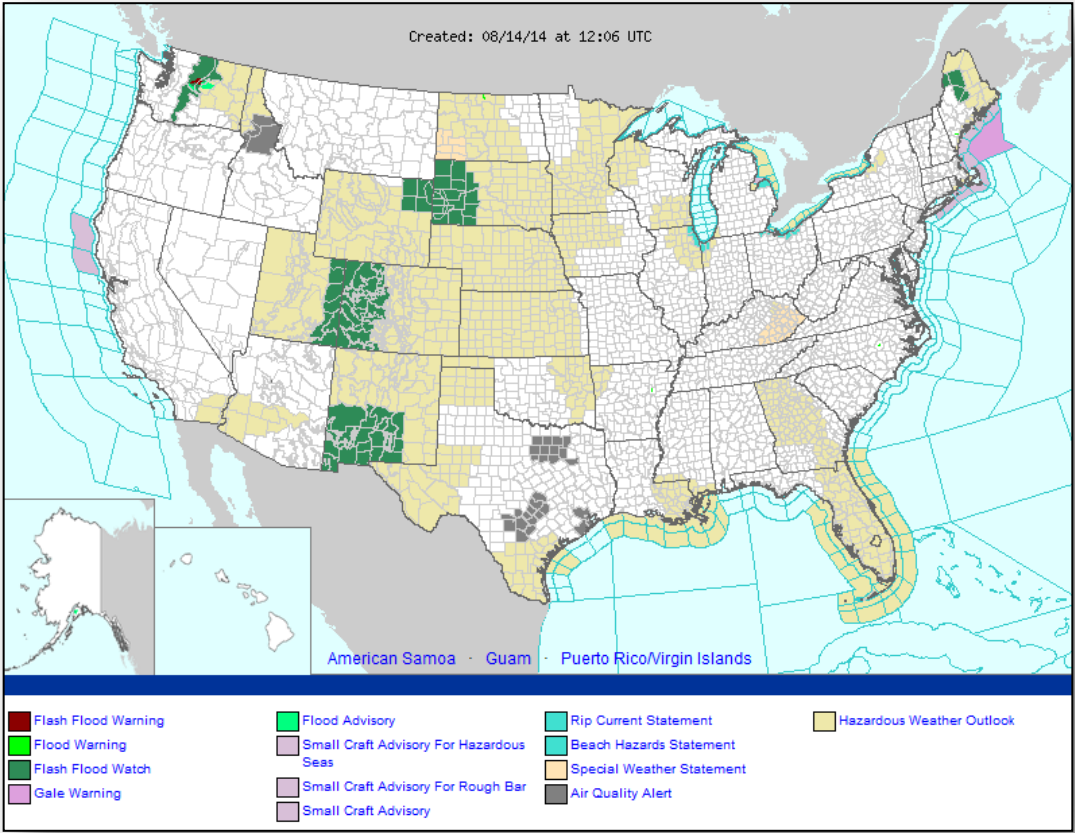 Created: 08/14/14 at 12:06 UTC
American Samoa · Guam · Puerto Rico/Virgin Islands
Flash Flood Warning
Flood Warning
Flash Flood Watch
Gale Warning
Flood Advisory
Small Craft Advisory For Hazardous
Seas
Small Craft Advisory For Rough Bar
Small Craft Advisory
Rip Current Statement
Beach Hazards Statement
Special Weather Statement
Air Quality Alert
Hazardous Weather Outlook